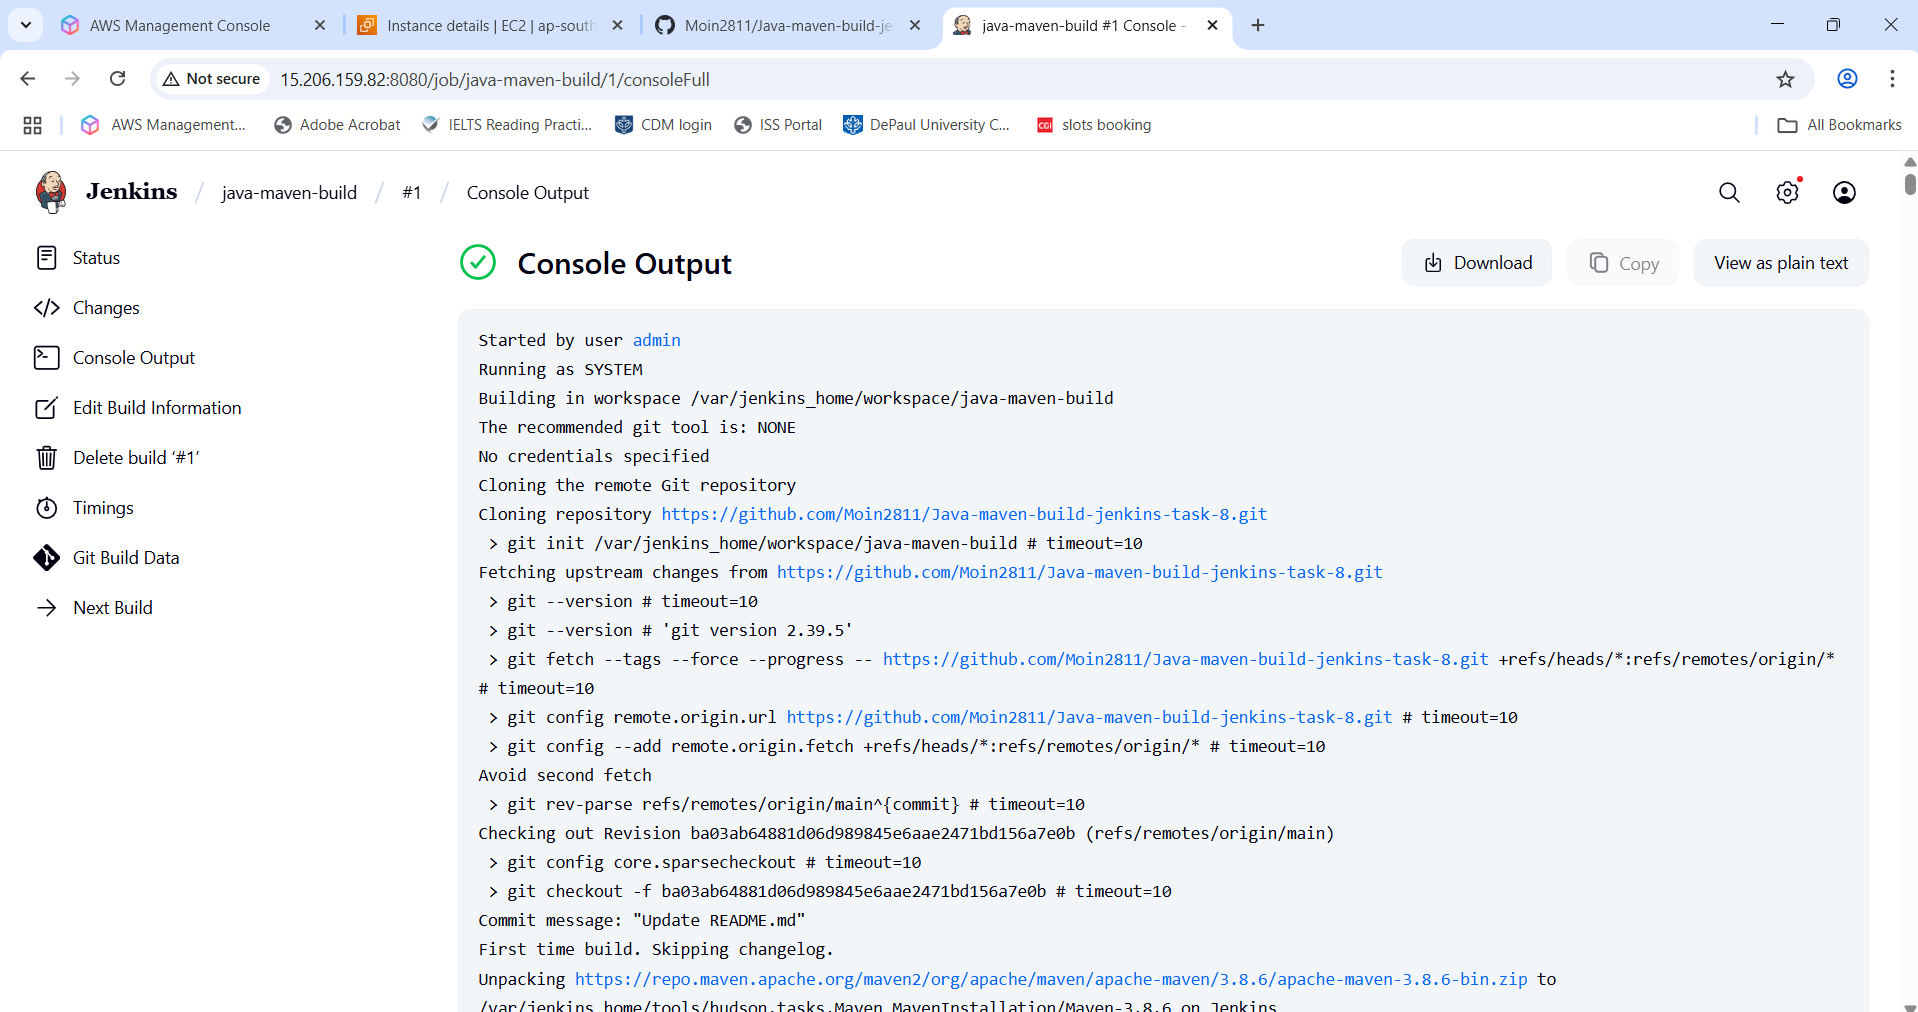 AWS Management Console
Instance details | EC2 | ap-south
Moin2811/Java-maven-build-je
java-maven-build #1 Console -
Not secure
15.206.159.82:8080/job/java-maven-build/1/consoleFull
AWS Management...
Adobe Acrobat
IELTS Reading Practi...
CDM login
ISS Portal
DePaul University C...
CGI
slots booking
All Bookmarks
Jenkins / java-maven-build / #1 / Console Output
Status
Changes
Console Output
Edit Build Information
Delete build ‘#1’
Timings
Git Build Data
Next Build
Console Output
Download
Copy
View as plain text
Started by user admin
Running as SYSTEM
Building in workspace /var/jenkins_home/workspace/java-maven-build
The recommended git tool is: NONE
No credentials specified
Cloning the remote Git repository
Cloning repository https://github.com/Moin2811/Java-maven-build-jenkins-task-8.git
> git init /var/jenkins_home/workspace/java-maven-build # timeout=10
Fetching upstream changes from https://github.com/Moin2811/Java-maven-build-jenkins-task-8.git
> git --version # timeout=10
> git --version # 'git version 2.39.5'
> git fetch --tags --force --progress -- https://github.com/Moin2811/Java-maven-build-jenkins-task-8.git +refs/heads/*:refs/remotes/origin/*
# timeout=10
> git config remote.origin.url https://github.com/Moin2811/Java-maven-build-jenkins-task-8.git # timeout=10
> git config --add remote.origin.fetch +refs/heads/*:refs/remotes/origin/* # timeout=10
Avoid second fetch
> git rev-parse refs/remotes/origin/main^{commit} # timeout=10
Checking out Revision ba03ab64881d06d989845e6aae2471bd156a7e0b (refs/remotes/origin/main)
> git config core.sparsecheckout # timeout=10
> git checkout -f ba03ab64881d06d989845e6aae2471bd156a7e0b # timeout=10
Commit message: "Update README.md"
First time build. Skipping changelog.
Unpacking https://repo.maven.apache.org/maven2/org/apache/maven/apache-maven/3.8.6/apache-maven-3.8.6-bin.zip to
/var/jenkins_home/tools/hudson.tasks.Maven_MavenInstallation/Maven-3.8.6 on Jenkins